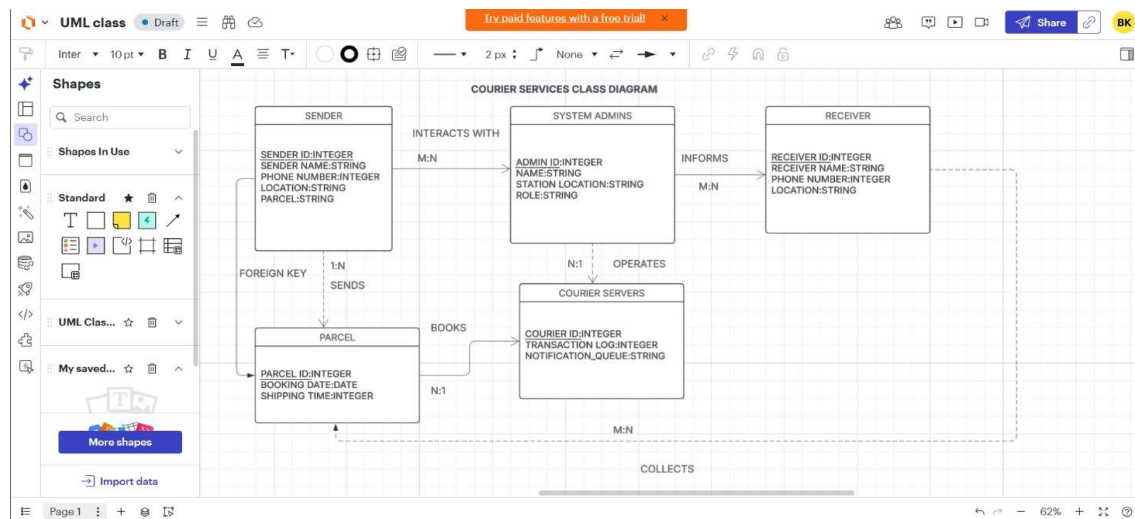 UML class
Draft
Try paid features with a free trial! ×
Share
BK
Inter
10 pt
B
I
U
A
T
2 px
None
Shapes
Search
Shapes In Use
Standard
T
UML Clas...
My saved...
T
More shapes
Import data
COURIER SERVICES CLASS DIAGRAM
SENDER
SENDER ID:INTEGER
SENDER NAME:STRING
PHONE NUMBER:INTEGER
LOCATION:STRING
PARCEL:STRING
INTERACTS WITH
M:N
SYSTEM ADMINS
ADMIN ID:INTEGER
NAME:STRING
STATION LOCATION:STRING
ROLE:STRING
INFORMS
M:N
RECEIVER
RECEIVER ID:INTEGER
RECEIVER NAME:STRING
PHONE NUMBER:INTEGER
LOCATION:STRING
FOREIGN KEY
1:N
SENDS
N:1
OPERATES
PARCEL
PARCEL ID:INTEGER
BOOKING DATE:DATE
SHIPPING TIME:INTEGER
BOOKS
N:1
COURIER SERVERS
COURIER ID:INTEGER
TRANSACTION LOG:INTEGER
NOTIFICATION_QUEUE:STRING
M:N
COLLECTS
Page 1
62%